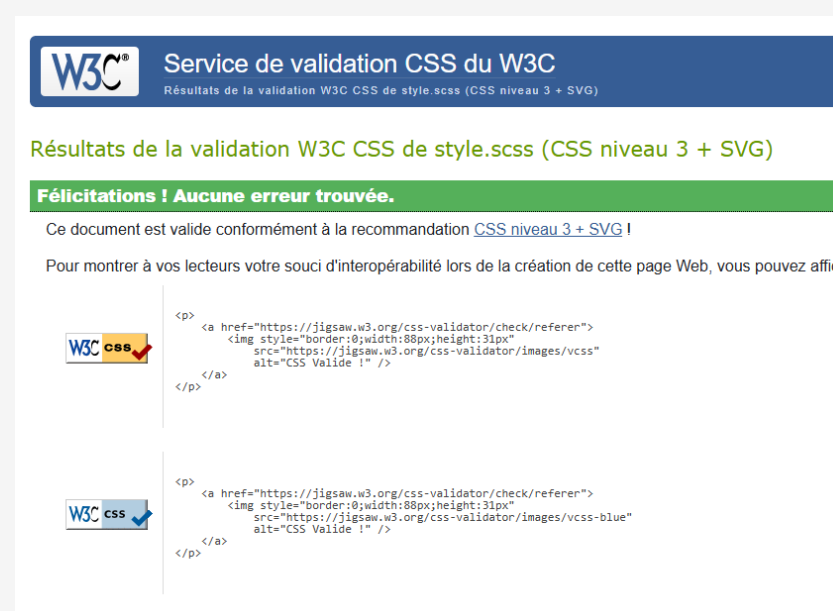 W3C®
Service de validation CSS du W3C
Résultats de la validation W3C CSS de style.scss (CSS niveau 3 + SVG)
Résultats de la validation W3C CSS de style.scss (CSS niveau 3 + SVG)
Félicitations ! Aucune erreur trouvée.
Ce document est valide conformément à la recommandation CSS niveau 3 + SVG !
Pour montrer à vos lecteurs votre souci d'interopérabilité lors de la création de cette page Web, vous pouvez affi
W3C css
<p>
    <a href="https://jigsaw.w3.org/css-validator/check/referer">
        <img style="border:0;width:88px;height:31px"
            src="https://jigsaw.w3.org/css-validator/images/vcss"
            alt="CSS Valide !" />
    </a>
</p>
W3C css
<p>
    <a href="https://jigsaw.w3.org/css-validator/check/referer">
        <img style="border:0;width:88px;height:31px"
            src="https://jigsaw.w3.org/css-validator/images/vcss-blue"
            alt="CSS Valide !" />
    </a>
</p>